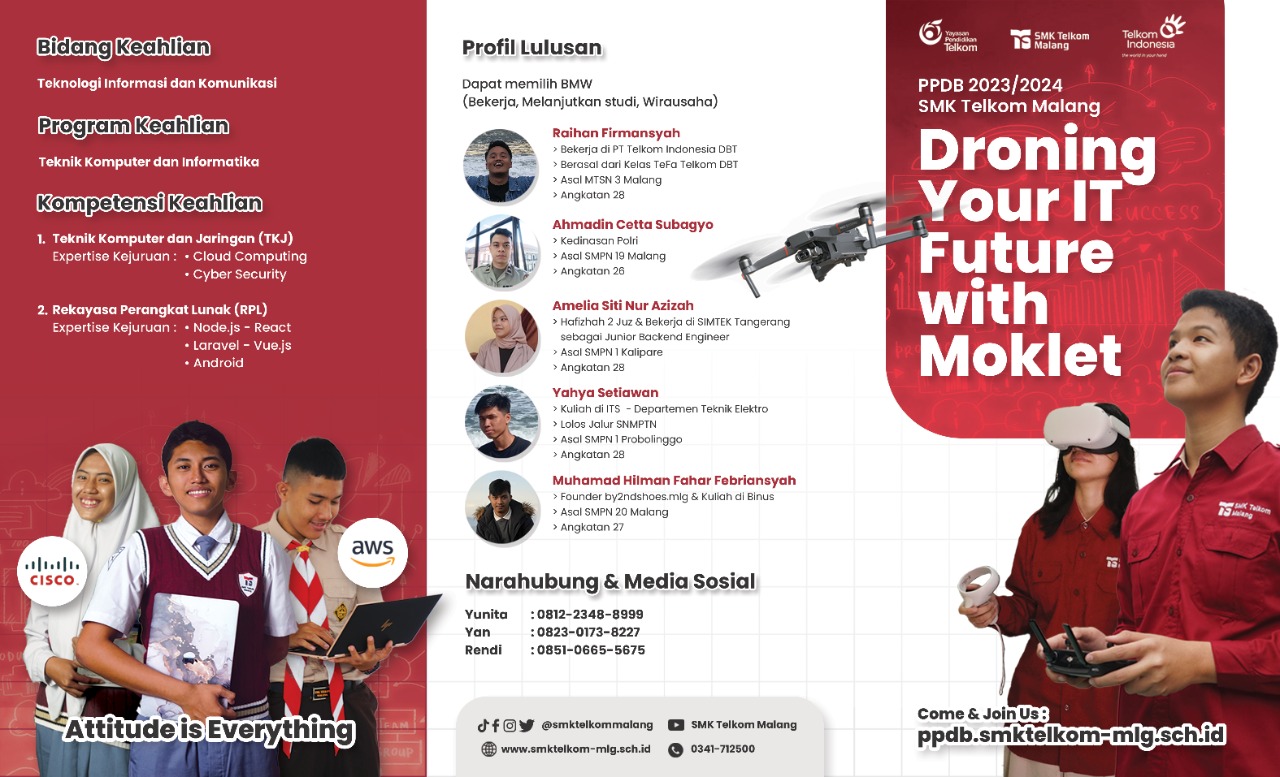 Bidang Keahlian
Teknologi Informasi dan Komunikasi
Program Keahlian
Teknik Komputer dan Informatika
Kompetensi Keahlian
1. Teknik Komputer dan Jaringan (TKJ)
Expertise Kejuruan : • Cloud Computing
• Cyber Security
2. Rekayasa Perangkat Lunak (RPL)
Expertise Kejuruan : • Node.js - React
• Laravel - Vue.js
• Android
CISCO.
aws
Attitude is Everything
Profil Lulusan
Dapat memilih BMW
(Bekerja, Melanjutkan studi, Wirausaha)
Raihan Firmansyah
> Bekerja di PT Telkom Indonesia DBT
> Berasal dari Kelas TeFa Telkom DBT
> Asal MTSN 3 Malang
> Angkatan 28
Ahmadin Cetta Subagyo
> Kedinasan Polri
> Asal SMPN 19 Malang
> Angkatan 26
Amelia Siti Nur Azizah
> Hafizhah 2 Juz & Bekerja di SIMTEK Tangerang
sebagai Junior Backend Engineer
> Asal SMPN 1 Kalipare
> Angkatan 28
Yahya Setiawan
> Kuliah di ITS - Departemen Teknik Elektro
> Lolos Jalur SNMPTN
> Asal SMPN 1 Probolinggo
> Angkatan 28
Muhamad Hilman Fahar Febriansyah
> Founder by2ndshoes.mlg & Kuliah di Binus
> Asal SMPN 20 Malang
> Angkatan 27
Narahubung & Media Sosial
Yunita : 0812-2348-8999
Yan : 0823-0173-8227
Rendi : 0851-0665-5675
@smktelkommalang SMK Telkom Malang
www.smktelkom-mlg.sch.id 0341-712500
Yayasan
Pendidikan
Telkom
SMK Telkom
Malang
Telkom
Indonesia
the world in your hand
PPDB 2023/2024
SMK Telkom Malang
Droning
Your IT
Future
with
Moklet
SUCCESS
SMK Telkom
Malang
Come & Join Us :
ppdb.smktelkom-mlg.sch.id